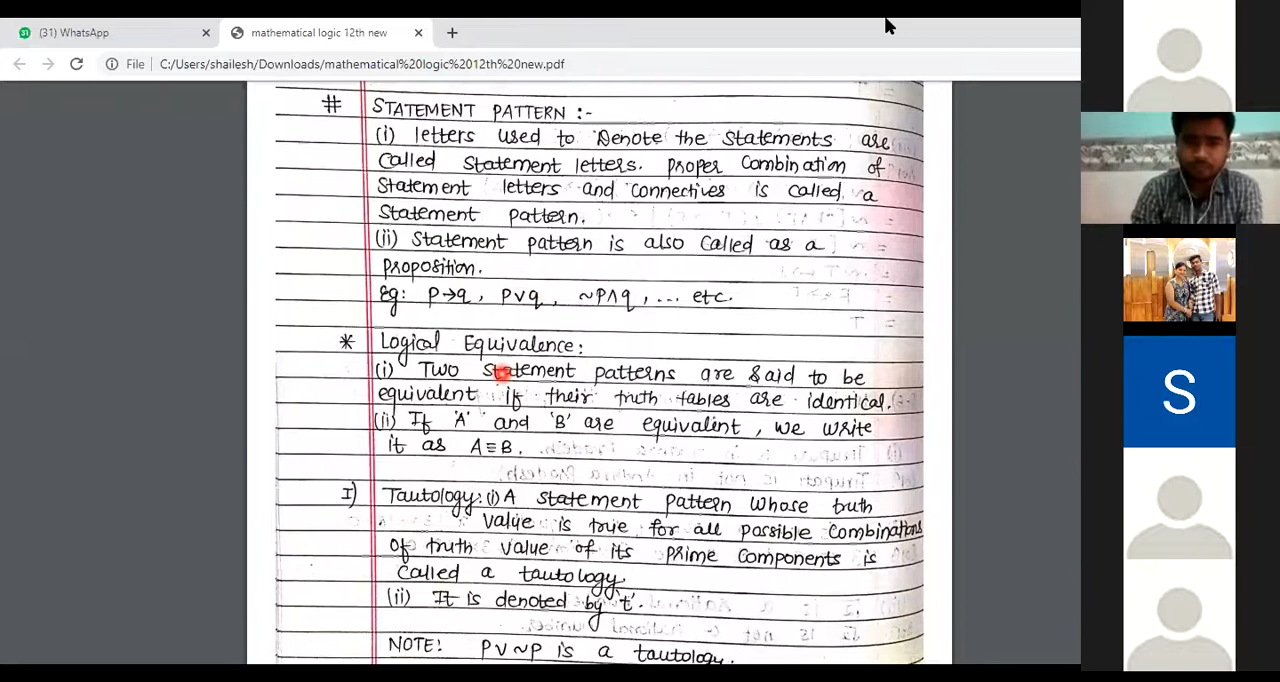 (31) WhatsApp
mathematical logic 12th new
File C:/Users/shailesh/Downloads/mathematical%20logic%2012th%20new.pdf
# STATEMENT PATTERN :-
(i) letters used to Denote the Statements are
called Statement letters. Proper Combination of
Statement letters and connectives is called a
Statement pattern.
(ii) Statement pattern is also called as a
proposition.
Eg: P→q, P∨q, ~P∧q, ... etc.
* Logical Equivalence:
(i) Two Statement patterns are Said to be
equivalent if their truth tables are identical.
(ii) If 'A' and 'B' are equivalent, we write
it as A≡B.
I) Tautology: (i) A Statement pattern whose truth
value is true for all possible Combinations
of truth value of its prime Components is
Called a tautology.
(ii) It is denoted by 't'.
NOTE: P∨~P is a tautology.
S